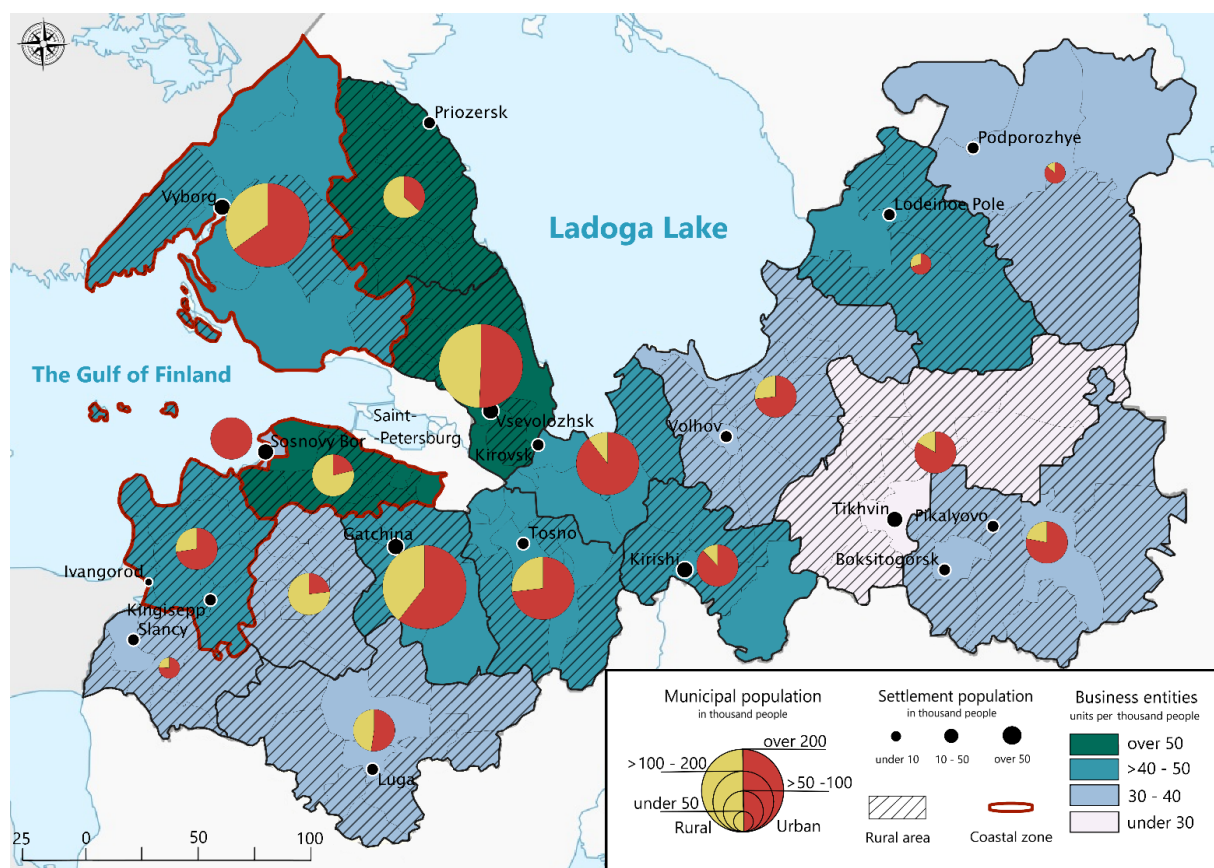 Priozersk
Podporozhye
Vyborg
Lodeinoe Pole
Ladoga Lake
The Gulf of Finland
Saint-
-Petersburg
Vsevolozhsk
Sosnovy Bor
Kirovsk
Volhov
Tikhvin
Pikalyovo
Gatchina
Tosno
Kirishi
Boksitogorsk
Ivangorod
Kingisepp
Slancy
Luga
25
0
50
100
Municipal population
in thousand people
over 200
>100 - 200
>50 -100
under 50
Rural
Urban
Settlement population
in thousand people
under 10
10 - 50
over 50
Rural area
Coastal zone
Business entities
units per thousand people
over 50
>40 - 50
30 - 40
under 30